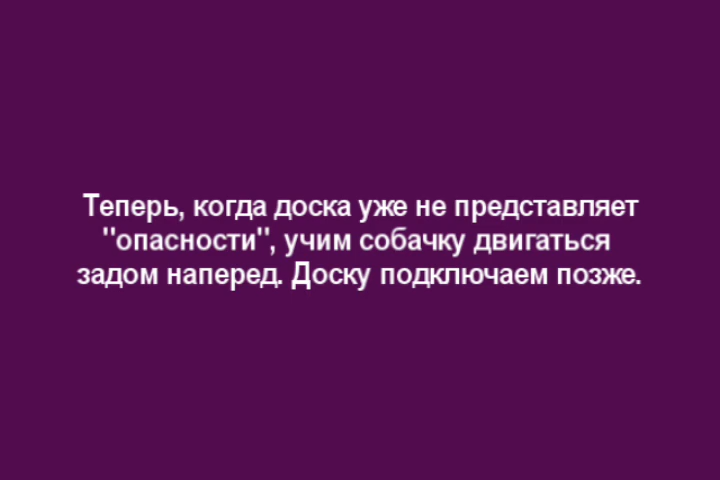 Теперь, когда доска уже не представляет
"опасности", учим собачку двигаться
задом наперед. Доску подключаем позже.